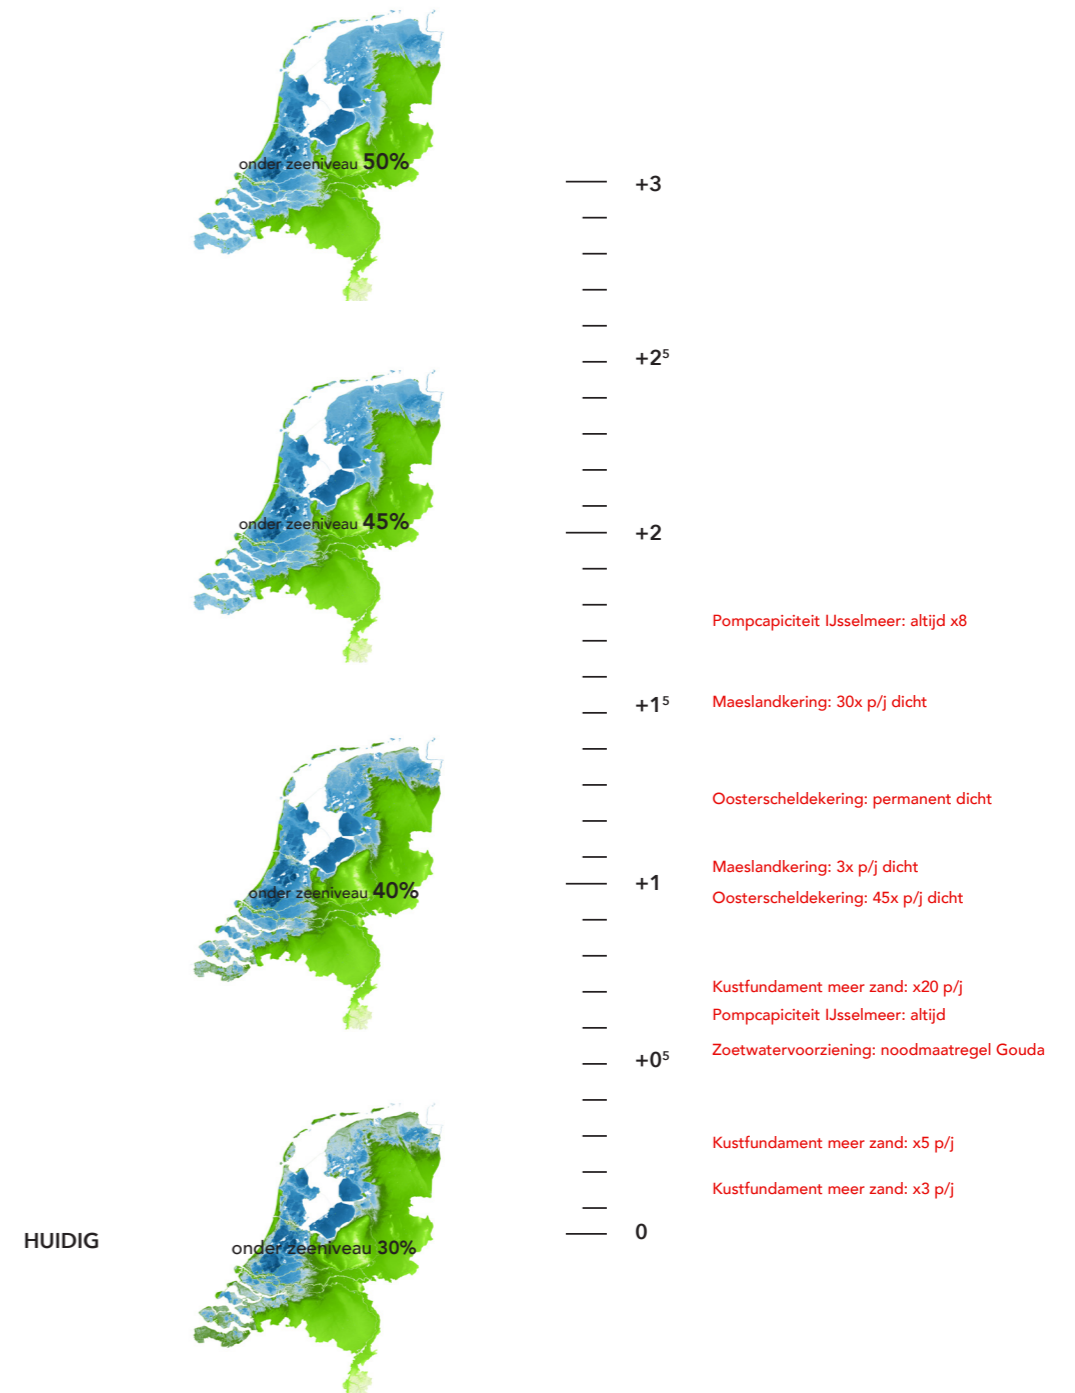 onder zeeniveau 50%
+3
+2⁵
onder zeeniveau 45%
+2
Pompcapiciteit IJsselmeer: altijd x8
+1⁵
Maeslandkering: 30x p/j dicht
Oosterscheldekering: permanent dicht
Maeslandkering: 3x p/j dicht
onder zeeniveau 40%
+1
Oosterscheldekering: 45x p/j dicht
Kustfundament meer zand: x20 p/j
Pompcapiciteit IJsselmeer: altijd
+0⁵
Zoetwatervoorziening: noodmaatregel Gouda
Kustfundament meer zand: x5 p/j
Kustfundament meer zand: x3 p/j
HUIDIG
onder zeeniveau 30%
0